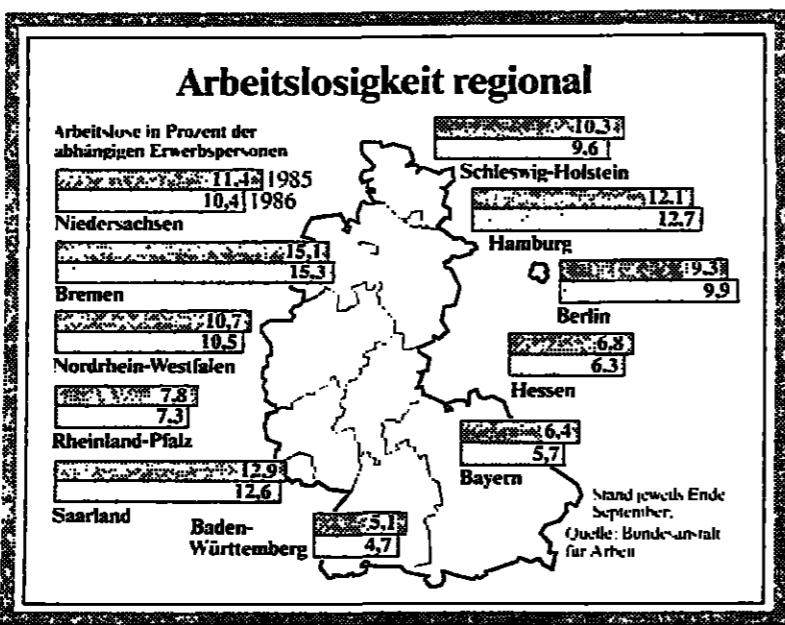 Arbeitslosigkeit regional
Arbeitslose in Prozent der
abhängigen Erwerbspersonen
11,4 1985
10,4 1986
Niedersachsen
15,1
15,3
Bremen
10,7
10,5
Nordrhein-Westfalen
7,8
7,3
Rheinland-Pfalz
12,9
12,6
Saarland
10,3
9,6
Schleswig-Holstein
12,1
12,7
Hamburg
9,3
9,9
Berlin
6,8
6,3
Hessen
6,4
5,7
Bayern
Baden-
Württemberg
5,1
4,7
Stand jeweils Ende
September.
Quelle: Bundesanstalt
für Arbeit